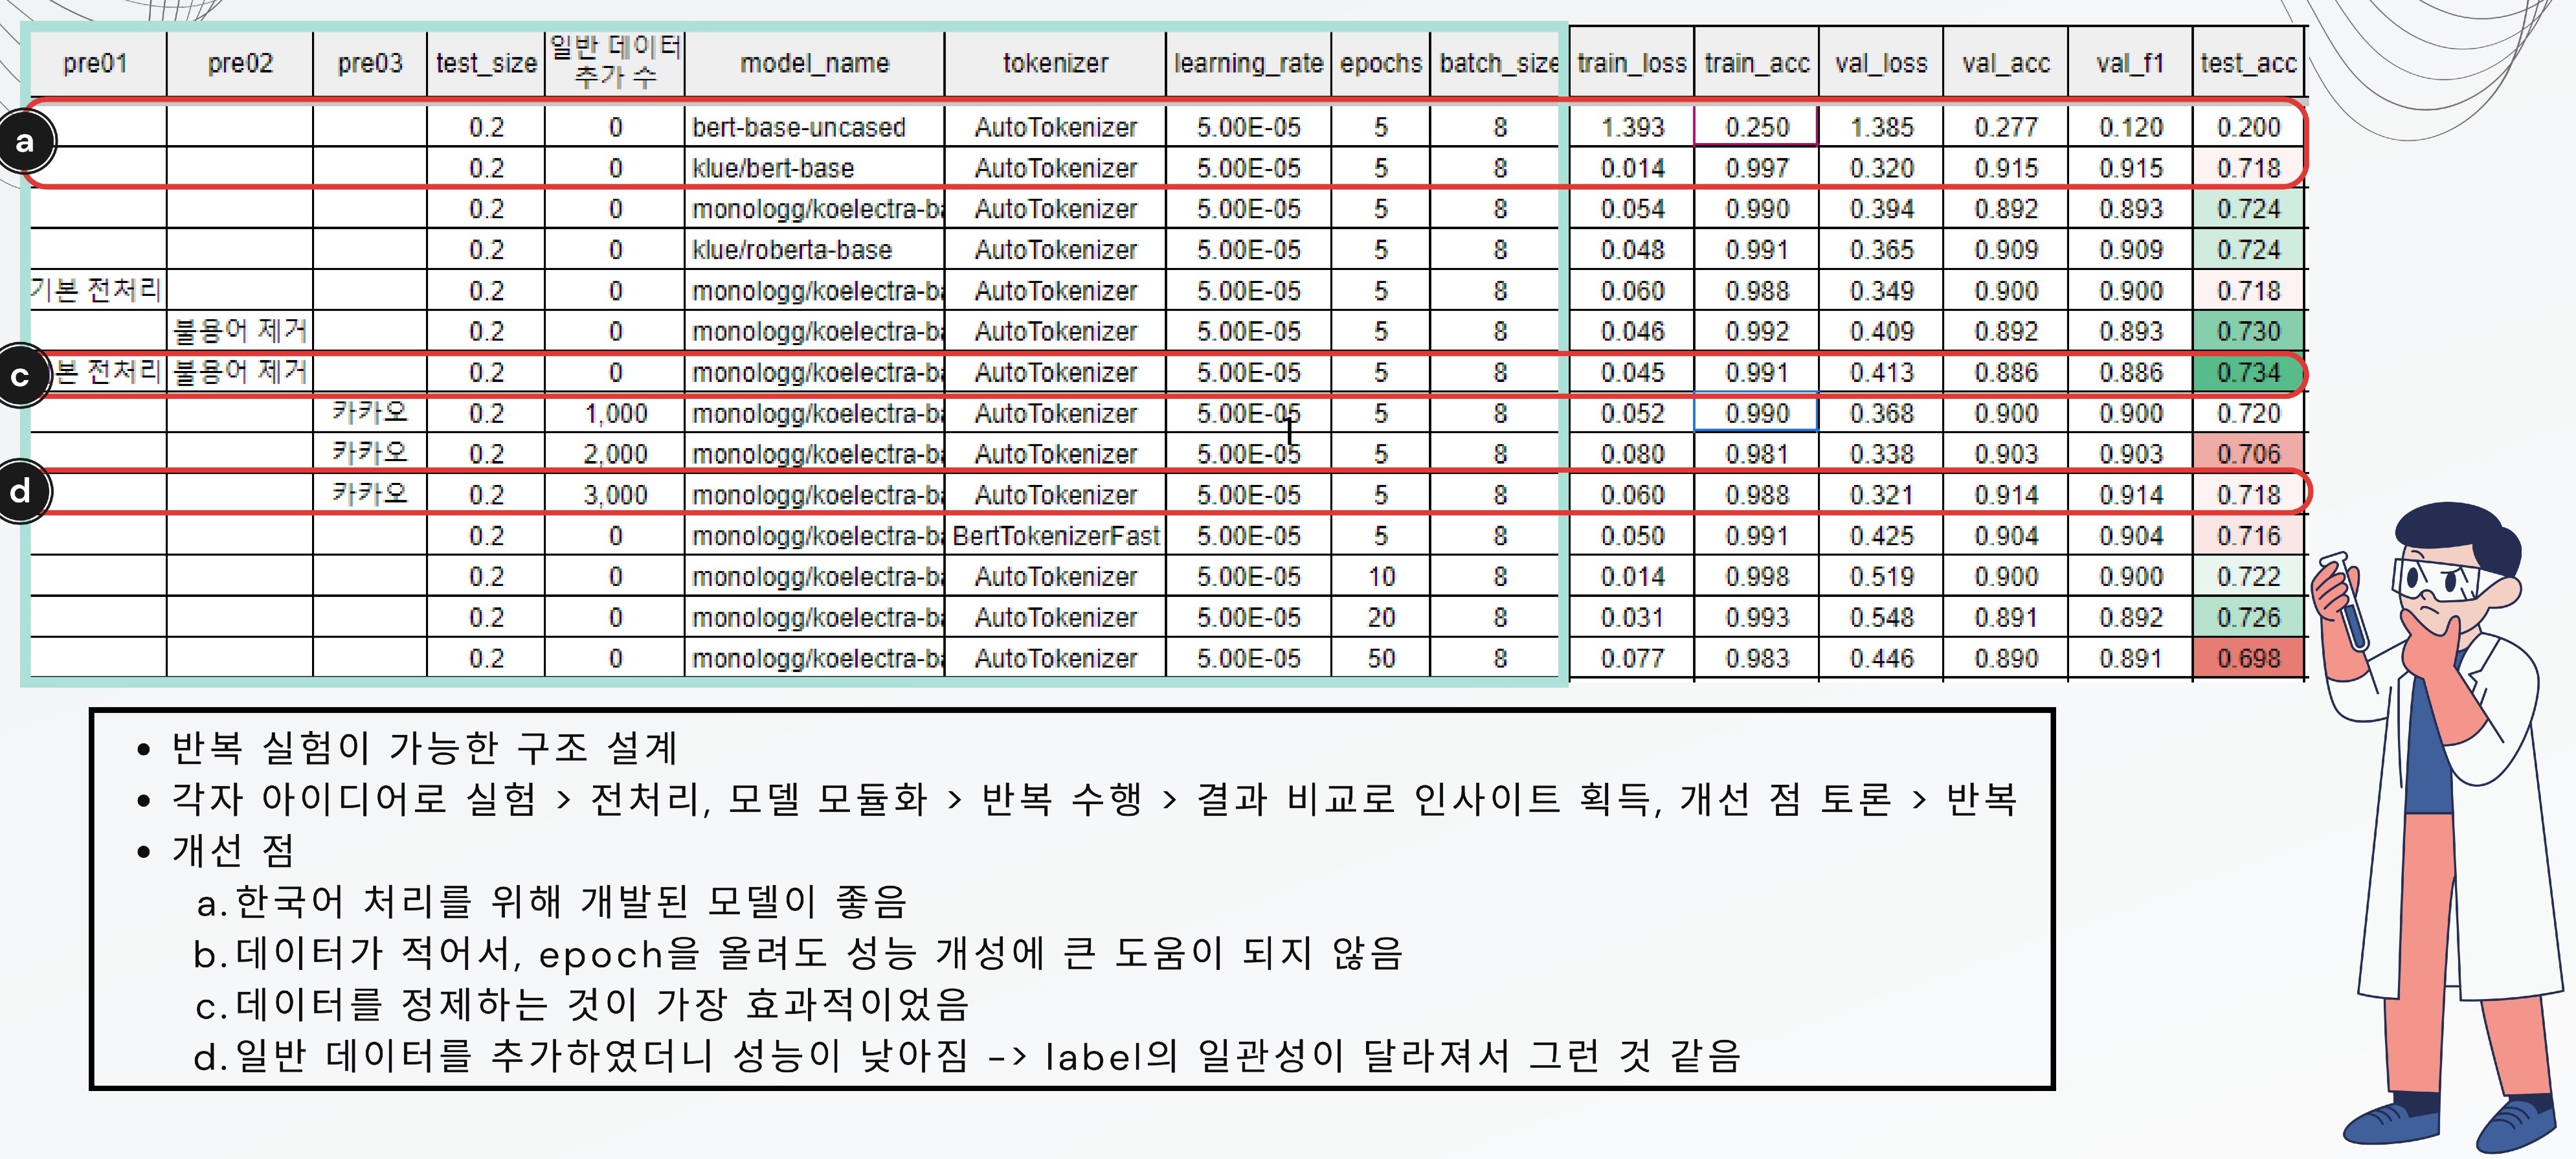 pre01 pre02 pre03 test_size 일반 데이터 추가 수 model_name tokenizer learning_rate epochs batch_size train_loss train_acc val_loss val_acc val_f1 test_acc
a 0.2 0 bert-base-uncased AutoTokenizer 5.00E-05 5 8 1.393 0.250 1.385 0.277 0.120 0.200
0.2 0 klue/bert-base AutoTokenizer 5.00E-05 5 8 0.014 0.997 0.320 0.915 0.915 0.718
0.2 0 monologg/koelectra-ba AutoTokenizer 5.00E-05 5 8 0.054 0.990 0.394 0.892 0.893 0.724
0.2 0 klue/roberta-base AutoTokenizer 5.00E-05 5 8 0.048 0.991 0.365 0.909 0.909 0.724
기본 전처리 0.2 0 monologg/koelectra-ba AutoTokenizer 5.00E-05 5 8 0.060 0.988 0.349 0.900 0.900 0.718
불용어 제거 0.2 0 monologg/koelectra-ba AutoTokenizer 5.00E-05 5 8 0.046 0.992 0.409 0.892 0.893 0.730
c 본 전처리 불용어 제거 0.2 0 monologg/koelectra-ba AutoTokenizer 5.00E-05 5 8 0.045 0.991 0.413 0.886 0.886 0.734
카카오 0.2 1,000 monologg/koelectra-ba AutoTokenizer 5.00E-05 5 8 0.052 0.990 0.368 0.900 0.900 0.720
카카오 0.2 2,000 monologg/koelectra-ba AutoTokenizer 5.00E-05 5 8 0.080 0.981 0.338 0.903 0.903 0.706
d 카카오 0.2 3,000 monologg/koelectra-ba AutoTokenizer 5.00E-05 5 8 0.060 0.988 0.321 0.914 0.914 0.718
0.2 0 monologg/koelectra-ba BertTokenizerFast 5.00E-05 5 8 0.050 0.991 0.425 0.904 0.904 0.716
0.2 0 monologg/koelectra-ba AutoTokenizer 5.00E-05 10 8 0.014 0.998 0.519 0.900 0.900 0.722
0.2 0 monologg/koelectra-ba AutoTokenizer 5.00E-05 20 8 0.031 0.993 0.548 0.891 0.892 0.726
0.2 0 monologg/koelectra-ba AutoTokenizer 5.00E-05 50 8 0.077 0.983 0.446 0.890 0.891 0.698
• 반복 실험이 가능한 구조 설계
• 각자 아이디어로 실험 > 전처리, 모델 모듈화 > 반복 수행 > 결과 비교로 인사이트 획득, 개선 점 토론 > 반복
• 개선 점
a. 한국어 처리를 위해 개발된 모델이 좋음
b. 데이터가 적어서, epoch을 올려도 성능 개성에 큰 도움이 되지 않음
c. 데이터를 정제하는 것이 가장 효과적이었음
d. 일반 데이터를 추가하였더니 성능이 낮아짐 -> label의 일관성이 달라져서 그런 것 같음